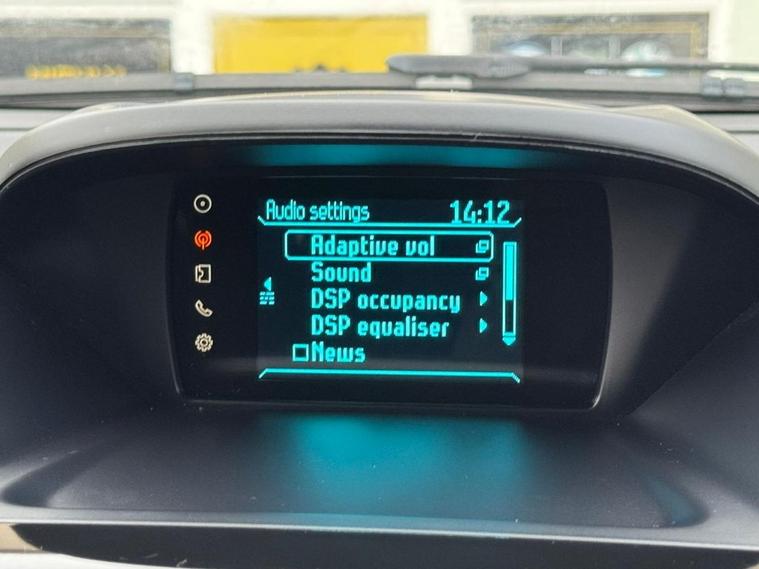 Audio settings 14:12
Adaptive vol
Sound
DSP occupancy
DSP equaliser
News